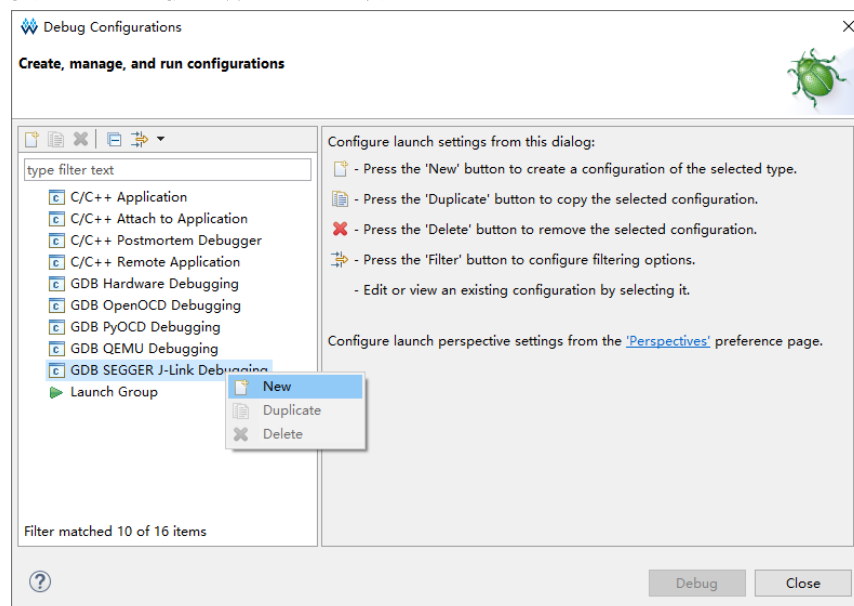 Debug Configurations
Create, manage, and run configurations
type filter text
C/C++ Application
C/C++ Attach to Application
C/C++ Postmortem Debugger
C/C++ Remote Application
GDB Hardware Debugging
GDB OpenOCD Debugging
GDB PyOCD Debugging
GDB QEMU Debugging
GDB SEGGER J-Link Debugging
Launch Group
New
Duplicate
Delete
Filter matched 10 of 16 items
Configure launch settings from this dialog:
- Press the 'New' button to create a configuration of the selected type.
- Press the 'Duplicate' button to copy the selected configuration.
- Press the 'Delete' button to remove the selected configuration.
- Press the 'Filter' button to configure filtering options.
- Edit or view an existing configuration by selecting it.
Configure launch perspective settings from the 'Perspectives' preference page.
Debug
Close